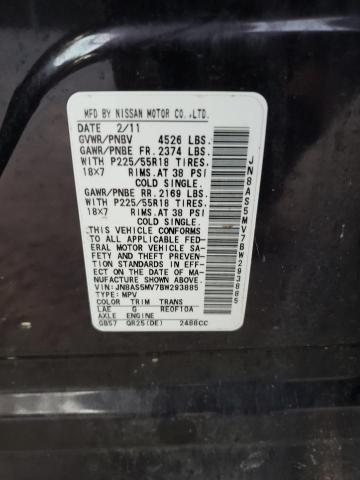 MFD BY NISSAN MOTOR CO.,LTD.
DATE 2/11
GVWR/PNBV 4526 LBS.
GAWR/PNBE FR. 2374 LBS.
WITH P225/55R18 TIRES.
18X7 RIMS.AT 38 PSI
COLD SINGLE.
GAWR/PNBE RR. 2169 LBS.
WITH P225/55R18 TIRES.
18X7 RIMS.AT 38 PSI
COLD SINGLE.
THIS VEHICLE CONFORMS
TO ALL APPLICABLE FED-
ERAL MOTOR VEHICLE SA-
FETY AND THEFT PREVEN-
TION STANDARDS IN EFF-
ECT ON THE DATE OF MA-
NUFACTURE SHOWN ABOVE.
VIN:JN8AS5MV7BW293885
TYPE:MPV
COLOR TRIM TRANS
LAE G RE0F10A
AXLE ENGINE
GB57 QR25(DE) 2488CC
JN8AS5MV7BW293885